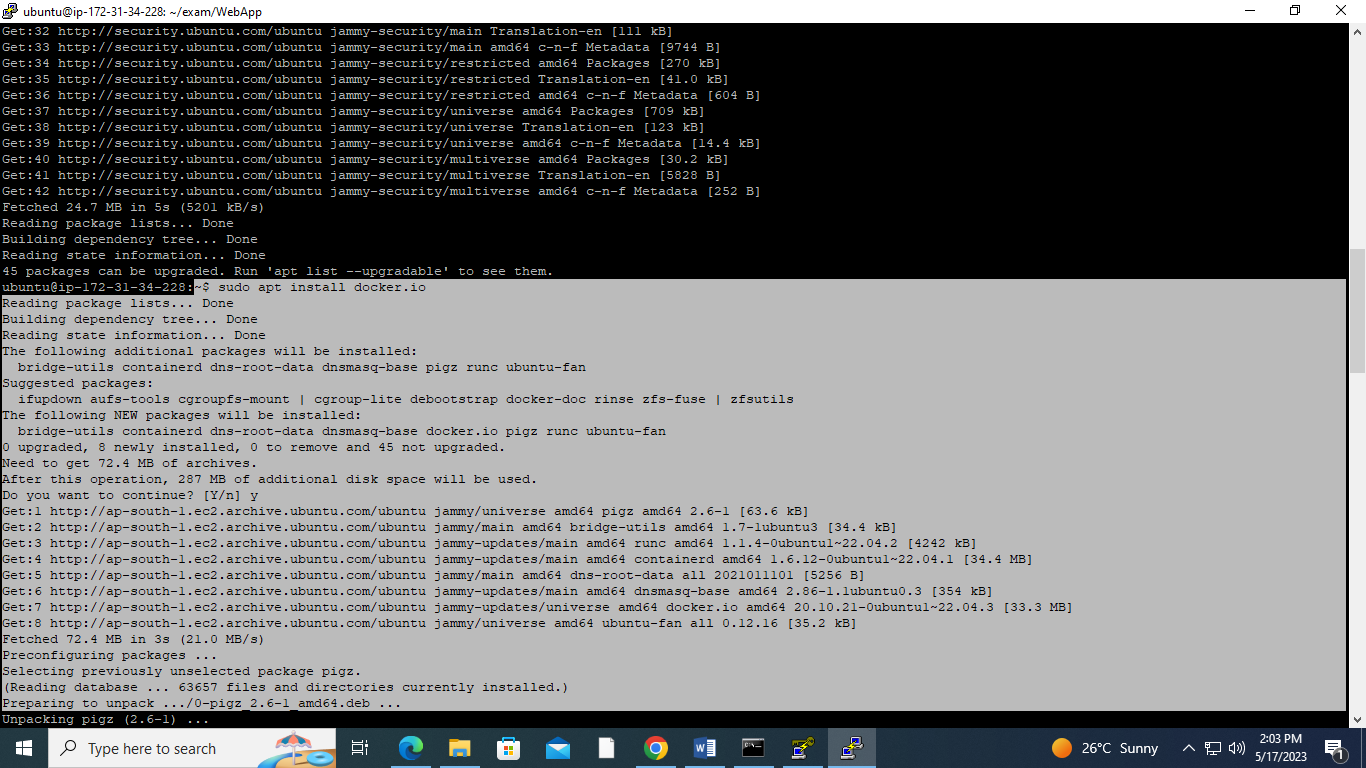 ubuntu@ip-172-31-34-228: ~/exam/WebApp
Get:32 http://security.ubuntu.com/ubuntu jammy-security/main Translation-en [111 kB]
Get:33 http://security.ubuntu.com/ubuntu jammy-security/main amd64 c-n-f Metadata [9744 B]
Get:34 http://security.ubuntu.com/ubuntu jammy-security/restricted amd64 Packages [270 kB]
Get:35 http://security.ubuntu.com/ubuntu jammy-security/restricted Translation-en [41.0 kB]
Get:36 http://security.ubuntu.com/ubuntu jammy-security/restricted amd64 c-n-f Metadata [604 B]
Get:37 http://security.ubuntu.com/ubuntu jammy-security/universe amd64 Packages [709 kB]
Get:38 http://security.ubuntu.com/ubuntu jammy-security/universe Translation-en [123 kB]
Get:39 http://security.ubuntu.com/ubuntu jammy-security/universe amd64 c-n-f Metadata [14.4 kB]
Get:40 http://security.ubuntu.com/ubuntu jammy-security/multiverse amd64 Packages [30.2 kB]
Get:41 http://security.ubuntu.com/ubuntu jammy-security/multiverse Translation-en [5828 B]
Get:42 http://security.ubuntu.com/ubuntu jammy-security/multiverse amd64 c-n-f Metadata [252 B]
Fetched 24.7 MB in 5s (5201 kB/s)
Reading package lists... Done
Building dependency tree... Done
Reading state information... Done
45 packages can be upgraded. Run 'apt list --upgradable' to see them.
ubuntu@ip-172-31-34-228:~$ sudo apt install docker.io
Reading package lists... Done
Building dependency tree... Done
Reading state information... Done
The following additional packages will be installed:
  bridge-utils containerd dns-root-data dnsmasq-base pigz runc ubuntu-fan
Suggested packages:
  ifupdown aufs-tools cgroupfs-mount | cgroup-lite debootstrap docker-doc rinse zfs-fuse | zfsutils
The following NEW packages will be installed:
  bridge-utils containerd dns-root-data dnsmasq-base docker.io pigz runc ubuntu-fan
0 upgraded, 8 newly installed, 0 to remove and 45 not upgraded.
Need to get 72.4 MB of archives.
After this operation, 287 MB of additional disk space will be used.
Do you want to continue? [Y/n] y
Get:1 http://ap-south-1.ec2.archive.ubuntu.com/ubuntu jammy/universe amd64 pigz amd64 2.6-1 [63.6 kB]
Get:2 http://ap-south-1.ec2.archive.ubuntu.com/ubuntu jammy/main amd64 bridge-utils amd64 1.7-1ubuntu3 [34.4 kB]
Get:3 http://ap-south-1.ec2.archive.ubuntu.com/ubuntu jammy-updates/main amd64 runc amd64 1.1.4-0ubuntu1~22.04.2 [4242 kB]
Get:4 http://ap-south-1.ec2.archive.ubuntu.com/ubuntu jammy-updates/main amd64 containerd amd64 1.6.12-0ubuntu1~22.04.1 [34.4 MB]
Get:5 http://ap-south-1.ec2.archive.ubuntu.com/ubuntu jammy/main amd64 dns-root-data all 2021011101 [5256 B]
Get:6 http://ap-south-1.ec2.archive.ubuntu.com/ubuntu jammy-updates/main amd64 dnsmasq-base amd64 2.86-1.1ubuntu0.3 [354 kB]
Get:7 http://ap-south-1.ec2.archive.ubuntu.com/ubuntu jammy-updates/universe amd64 docker.io amd64 20.10.21-0ubuntu1~22.04.3 [33.3 MB]
Get:8 http://ap-south-1.ec2.archive.ubuntu.com/ubuntu jammy/universe amd64 ubuntu-fan all 0.12.16 [35.2 kB]
Fetched 72.4 MB in 3s (21.0 MB/s)
Preconfiguring packages ...
Selecting previously unselected package pigz.
(Reading database ... 63657 files and directories currently installed.)
Preparing to unpack .../0-pigz_2.6-1_amd64.deb ...
Unpacking pigz (2.6-1) ...
Type here to search
26°C Sunny
2:03 PM
5/17/2023
1